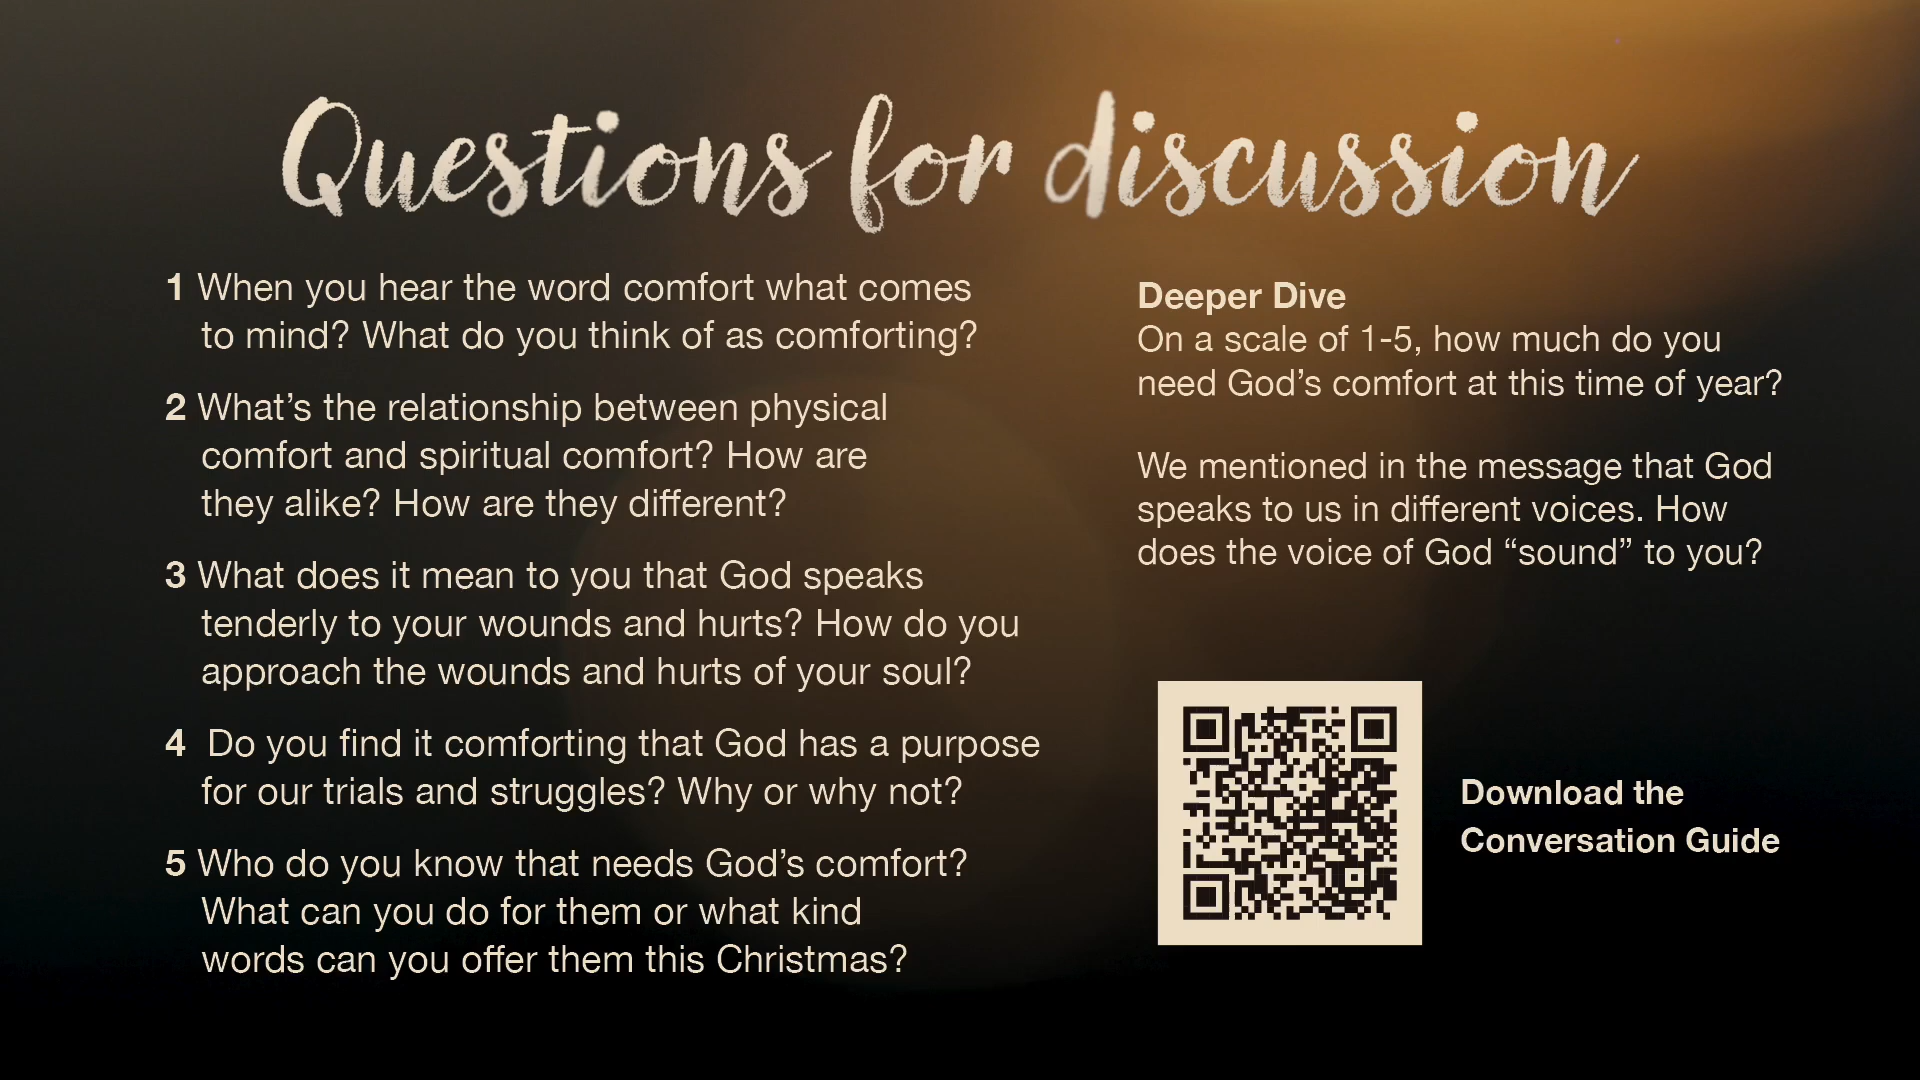 Questions for discussion
1 When you hear the word comfort what comes
to mind? What do you think of as comforting?
2 What’s the relationship between physical
comfort and spiritual comfort? How are
they alike? How are they different?
3 What does it mean to you that God speaks
tenderly to your wounds and hurts? How do you
approach the wounds and hurts of your soul?
4 Do you find it comforting that God has a purpose
for our trials and struggles? Why or why not?
5 Who do you know that needs God’s comfort?
What can you do for them or what kind
words can you offer them this Christmas?
Deeper Dive
On a scale of 1-5, how much do you
need God’s comfort at this time of year?
We mentioned in the message that God
speaks to us in different voices. How
does the voice of God “sound” to you?
Download the
Conversation Guide